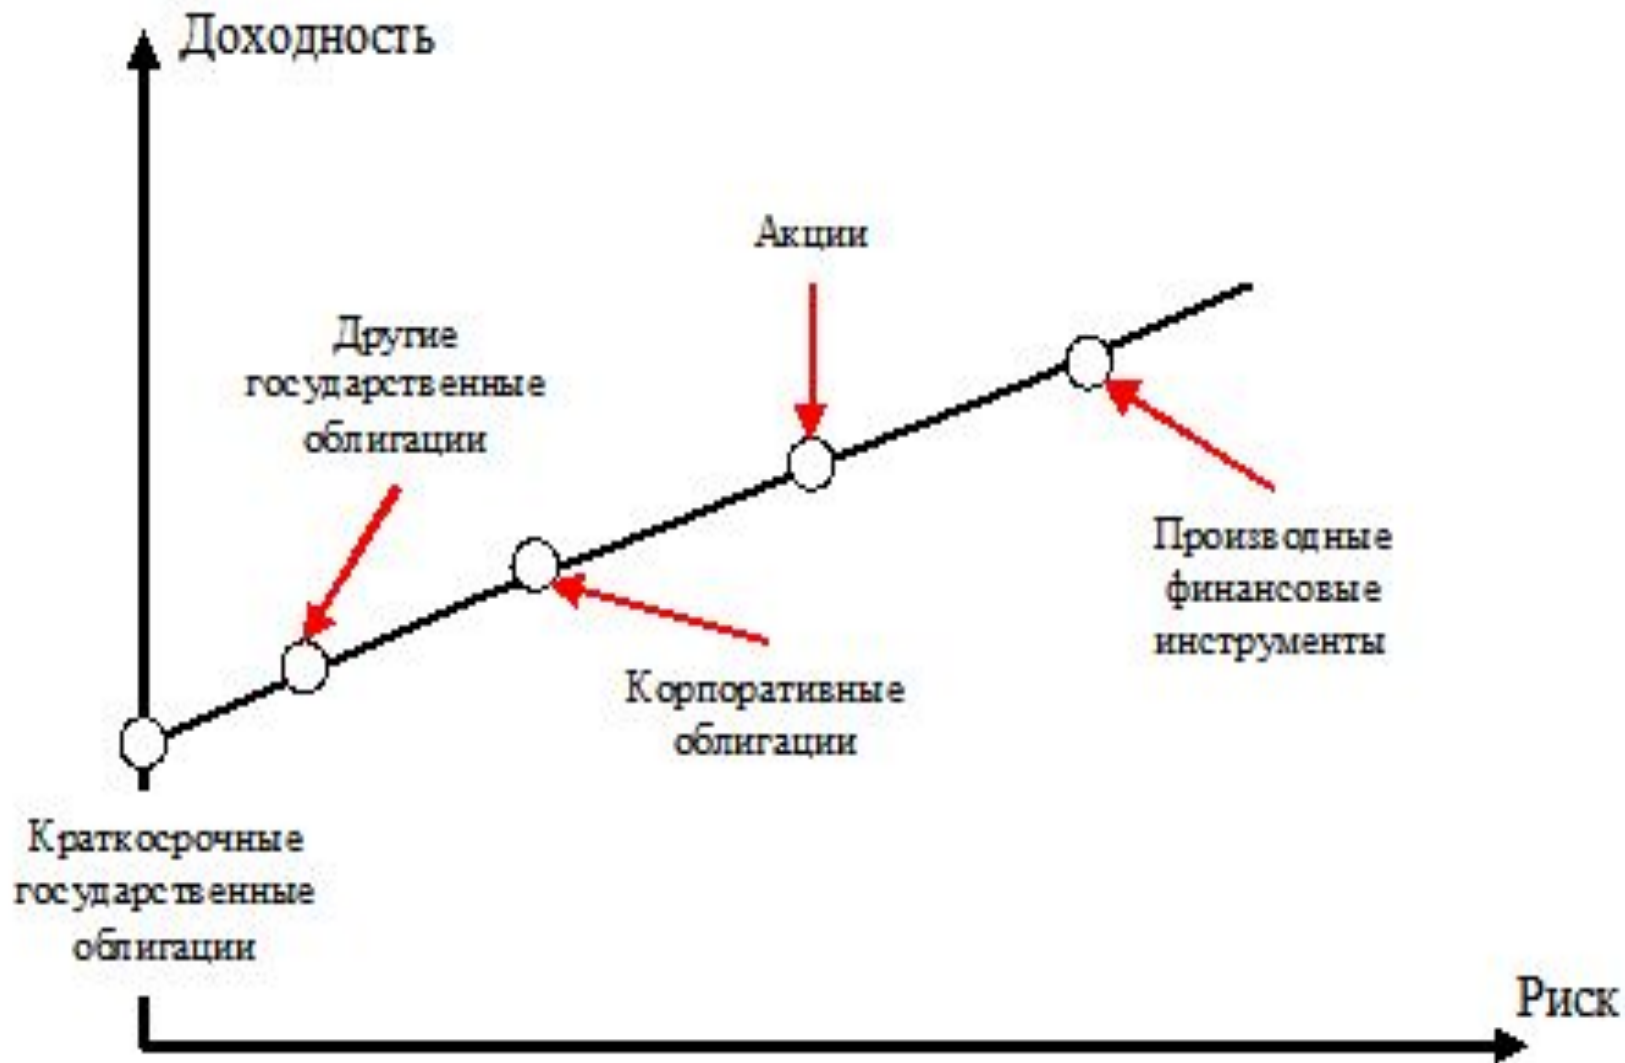 Доходность
Акции
Другие
государственные
облигации
Производные
финансовые
инструменты
Корпоративные
облигации
Краткосрочные
государственные
облигации
Риск